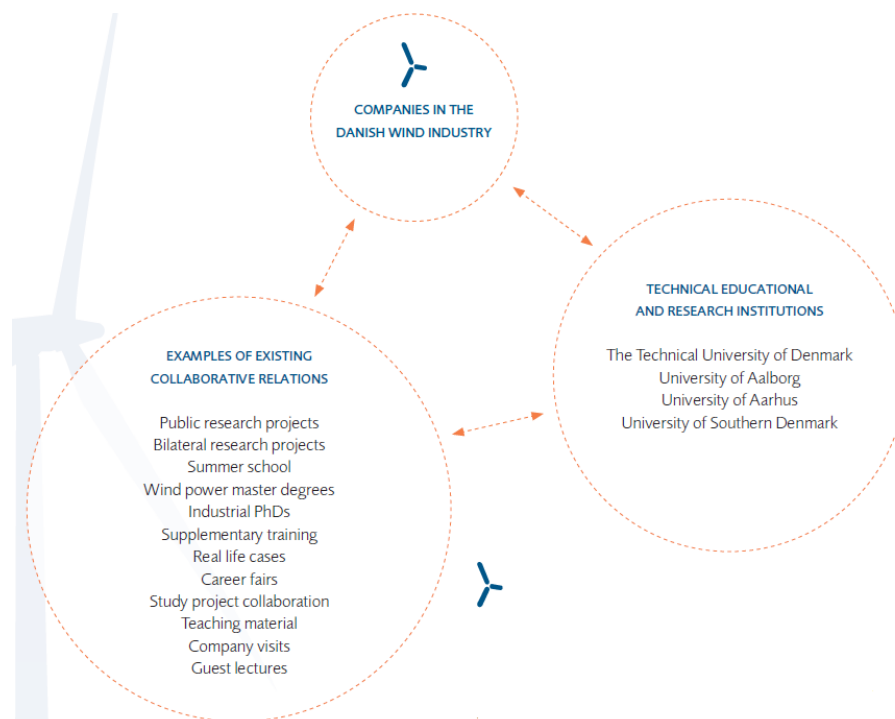 COMPANIES IN THE
DANISH WIND INDUSTRY
TECHNICAL EDUCATIONAL
AND RESEARCH INSTITUTIONS
The Technical University of Denmark
University of Aalborg
University of Aarhus
University of Southern Denmark
EXAMPLES OF EXISTING
COLLABORATIVE RELATIONS
Public research projects
Bilateral research projects
Summer school
Wind power master degrees
Industrial PhDs
Supplementary training
Real life cases
Career fairs
Study project collaboration
Teaching material
Company visits
Guest lectures